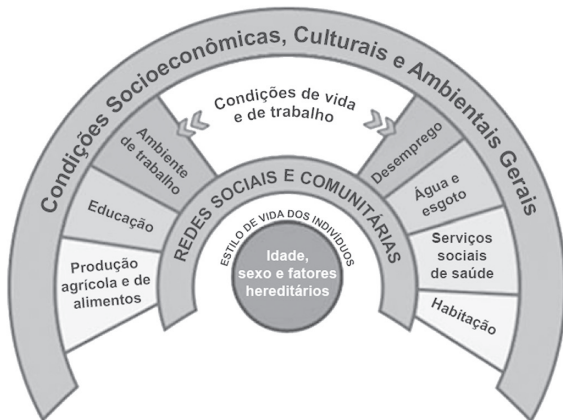 Condições Socioeconômicas, Culturais e Ambientais Gerais
Condições de vida
e de trabalho
Ambiente
de trabalho
Educação
Produção
agrícola e de
alimentos
Desemprego
Água e
esgoto
Serviços
sociais
de saúde
Habitação
REDES SOCIAIS E COMUNITÁRIAS
ESTILO DE VIDA DOS INDIVÍDUOS
Idade,
sexo e fatores
hereditários